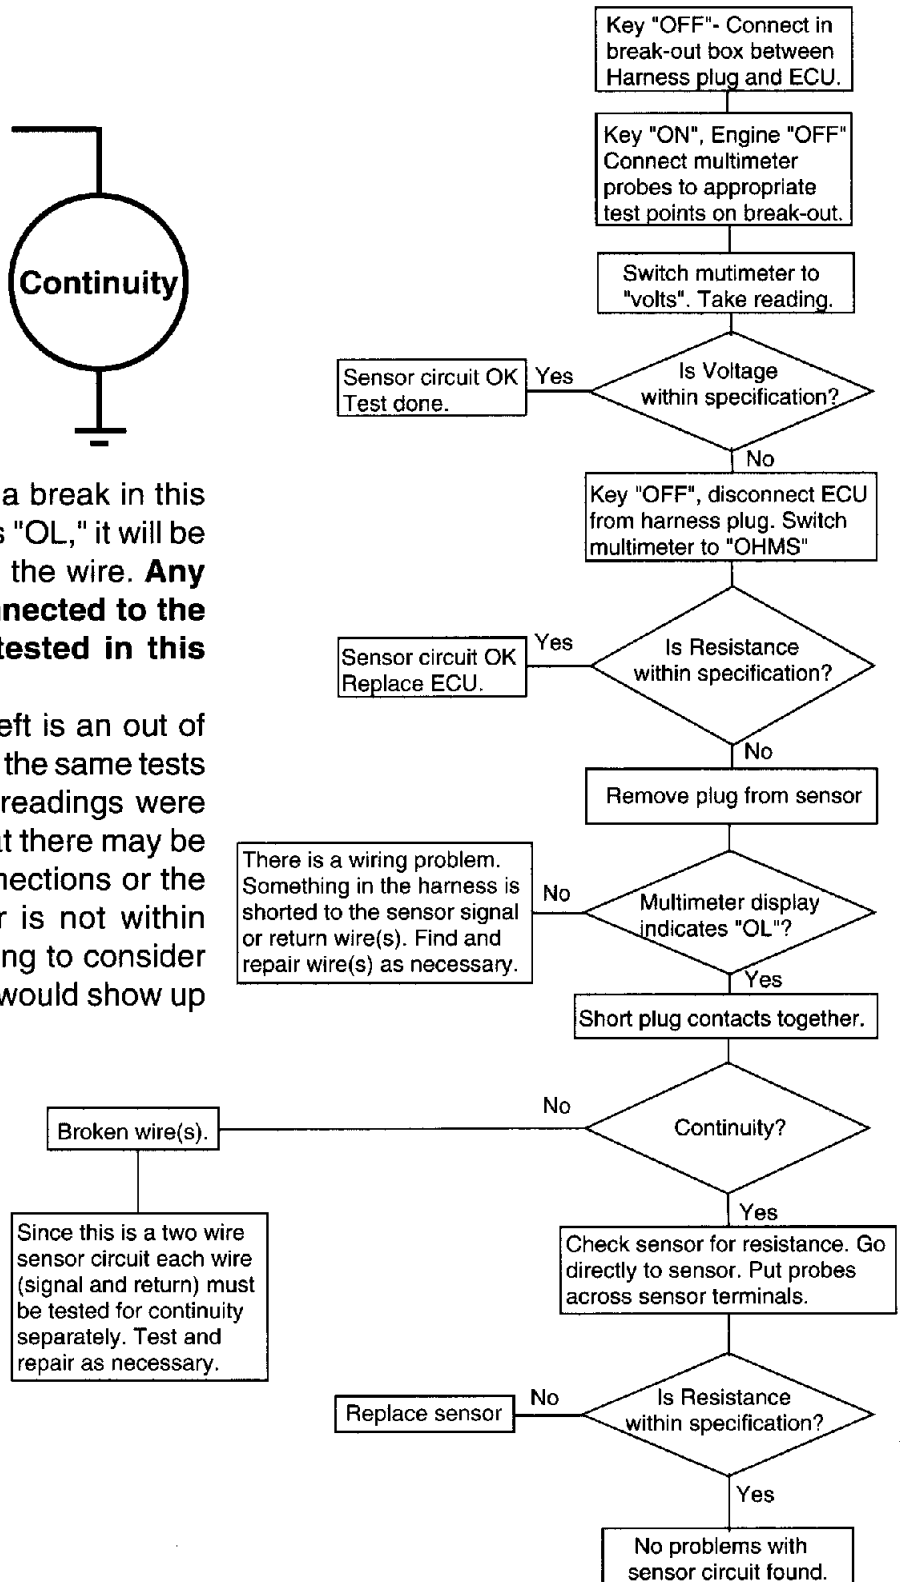 Continuity
a break in this
s "OL," it will be
the wire. Any
nnected to the
tested in this
eft is an out of
the same tests
readings were
at there may be
nections or the
r is not within
ing to consider
would show up
Key "OFF"- Connect in
break-out box between
Harness plug and ECU.
Key "ON", Engine "OFF"
Connect multimeter
probes to appropriate
test points on break-out.
Switch mutimeter to
"volts". Take reading.
Is Voltage
within specification?
Yes
Sensor circuit OK
Test done.
No
Key "OFF", disconnect ECU
from harness plug. Switch
multimeter to "OHMS"
Is Resistance
within specification?
Yes
Sensor circuit OK
Replace ECU.
No
Remove plug from sensor
Multimeter display
indicates "OL"?
No
There is a wiring problem.
Something in the harness is
shorted to the sensor signal
or return wire(s). Find and
repair wire(s) as necessary.
Yes
Short plug contacts together.
Continuity?
No
Broken wire(s).
Since this is a two wire
sensor circuit each wire
(signal and return) must
be tested for continuity
separately. Test and
repair as necessary.
Yes
Check sensor for resistance. Go
directly to sensor. Put probes
across sensor terminals.
Is Resistance
within specification?
No
Replace sensor
Yes
No problems with
sensor circuit found.